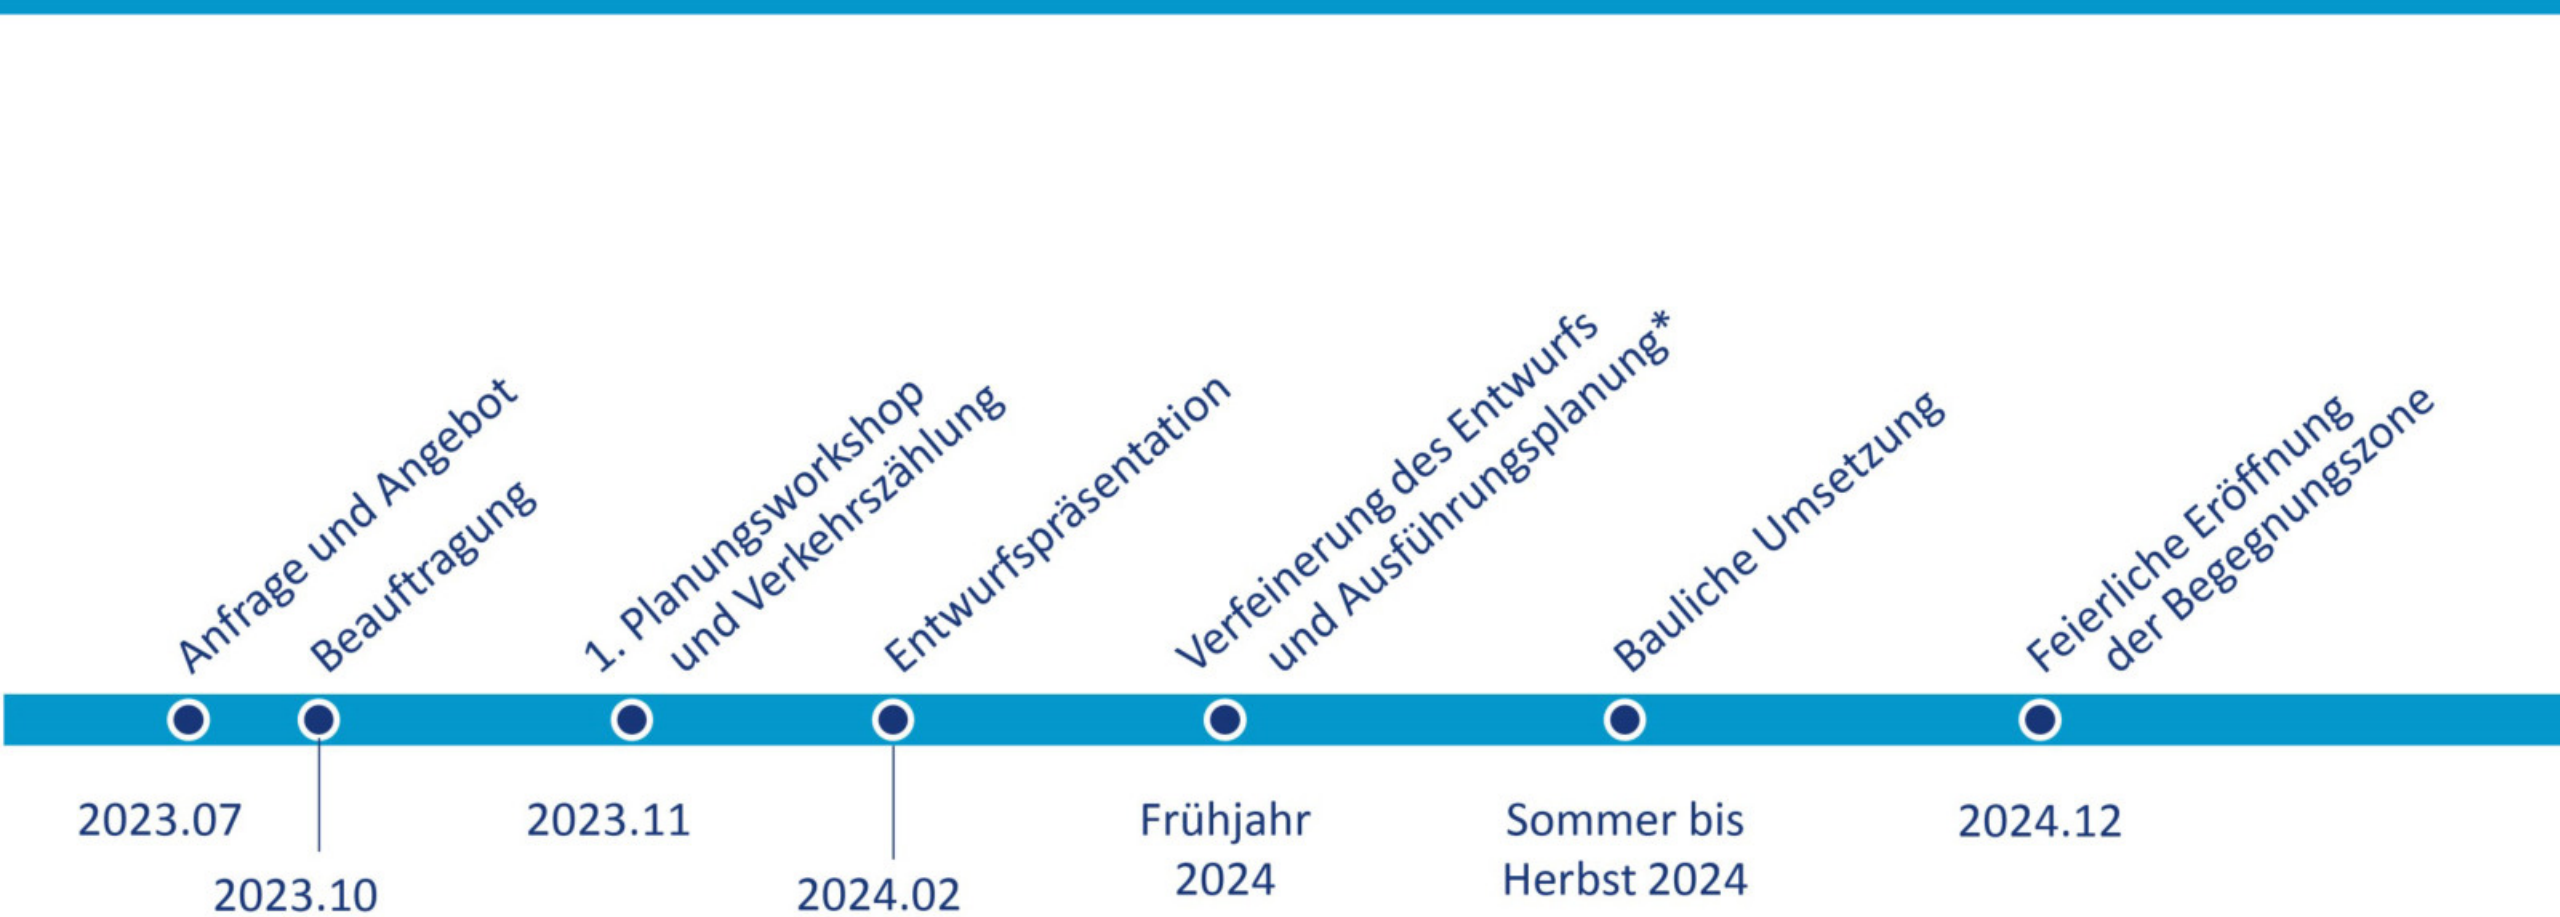 Anfrage und Angebot
Beauftragung
1. Planungsworkshop
und Verkehrszählung
Entwurfspräsentation
Verfeinerung des Entwurfs
und Ausführungsplanung*
Bauliche Umsetzung
Feierliche Eröffnung
der Begegnungszone
2023.07
2023.10
2023.11
2024.02
Frühjahr
2024
Sommer bis
Herbst 2024
2024.12